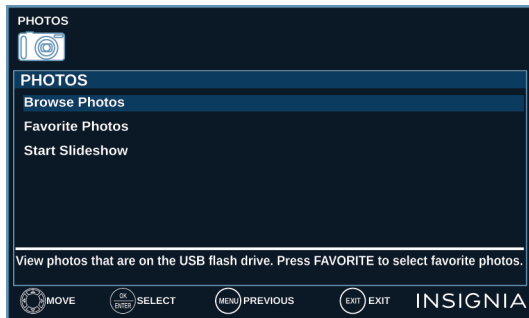 PHOTOS
PHOTOS
Browse Photos
Favorite Photos
Start Slideshow
View photos that are on the USB flash drive. Press FAVORITE to select favorite photos.
MOVE OK ENTER SELECT MENU PREVIOUS EXIT EXIT INSIGNIA